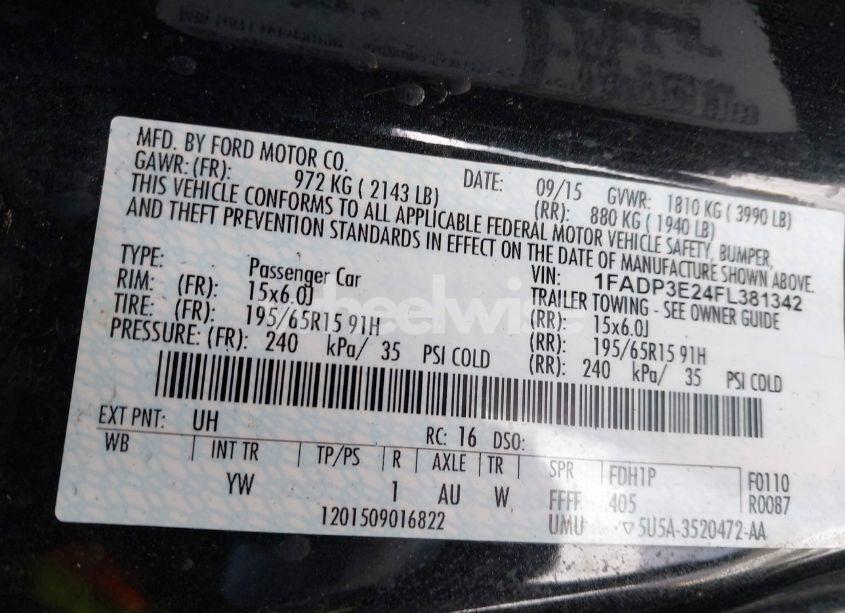 MFD. BY FORD MOTOR CO.
DATE: 09/15 GVWR: 1810 KG ( 3990 LB)
GAWR: (FR): 972 KG ( 2143 LB) (RR): 880 KG ( 1940 LB)
THIS VEHICLE CONFORMS TO ALL APPLICABLE FEDERAL MOTOR VEHICLE SAFETY, BUMPER,
AND THEFT PREVENTION STANDARDS IN EFFECT ON THE DATE OF MANUFACTURE SHOWN ABOVE.
VIN: 1FADP3E24FL381342
TYPE: Passenger Car TRAILER TOWING - SEE OWNER GUIDE
RIM: (FR): 15x6.0J (RR): 15x6.0J
TIRE: (FR): 195/65R15 91H (RR): 195/65R15 91H
PRESSURE: (FR): 240 kPa/ 35 PSI COLD (RR): 240 kPa/ 35 PSI COLD
EXT PNT: UH RC: 16 DSO:
WB INT TR TP/PS R AXLE TR SPR FDH1P F0110
YW 1 AU W FFFF 405 R0087
1201509016822 UMU ▽ 5U5A-3520472-AA